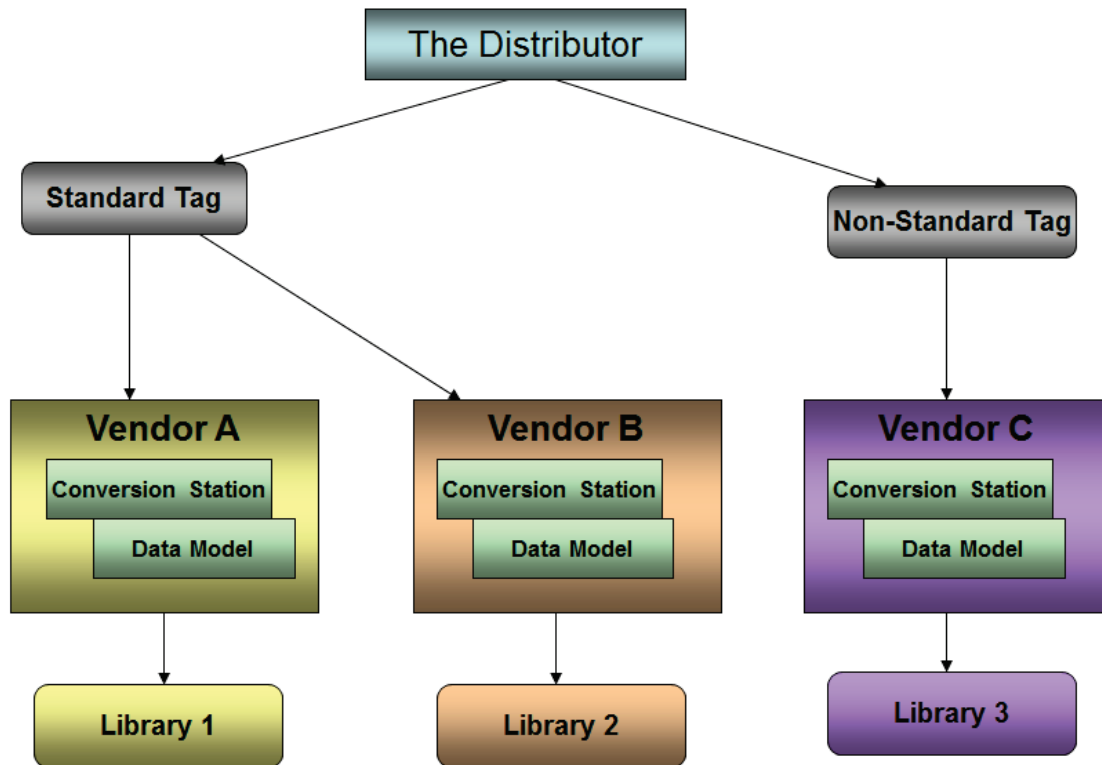 The Distributor
Standard Tag
Non-Standard Tag
Vendor A
Conversion Station
Data Model
Vendor B
Conversion Station
Data Model
Vendor C
Conversion Station
Data Model
Library 1
Library 2
Library 3